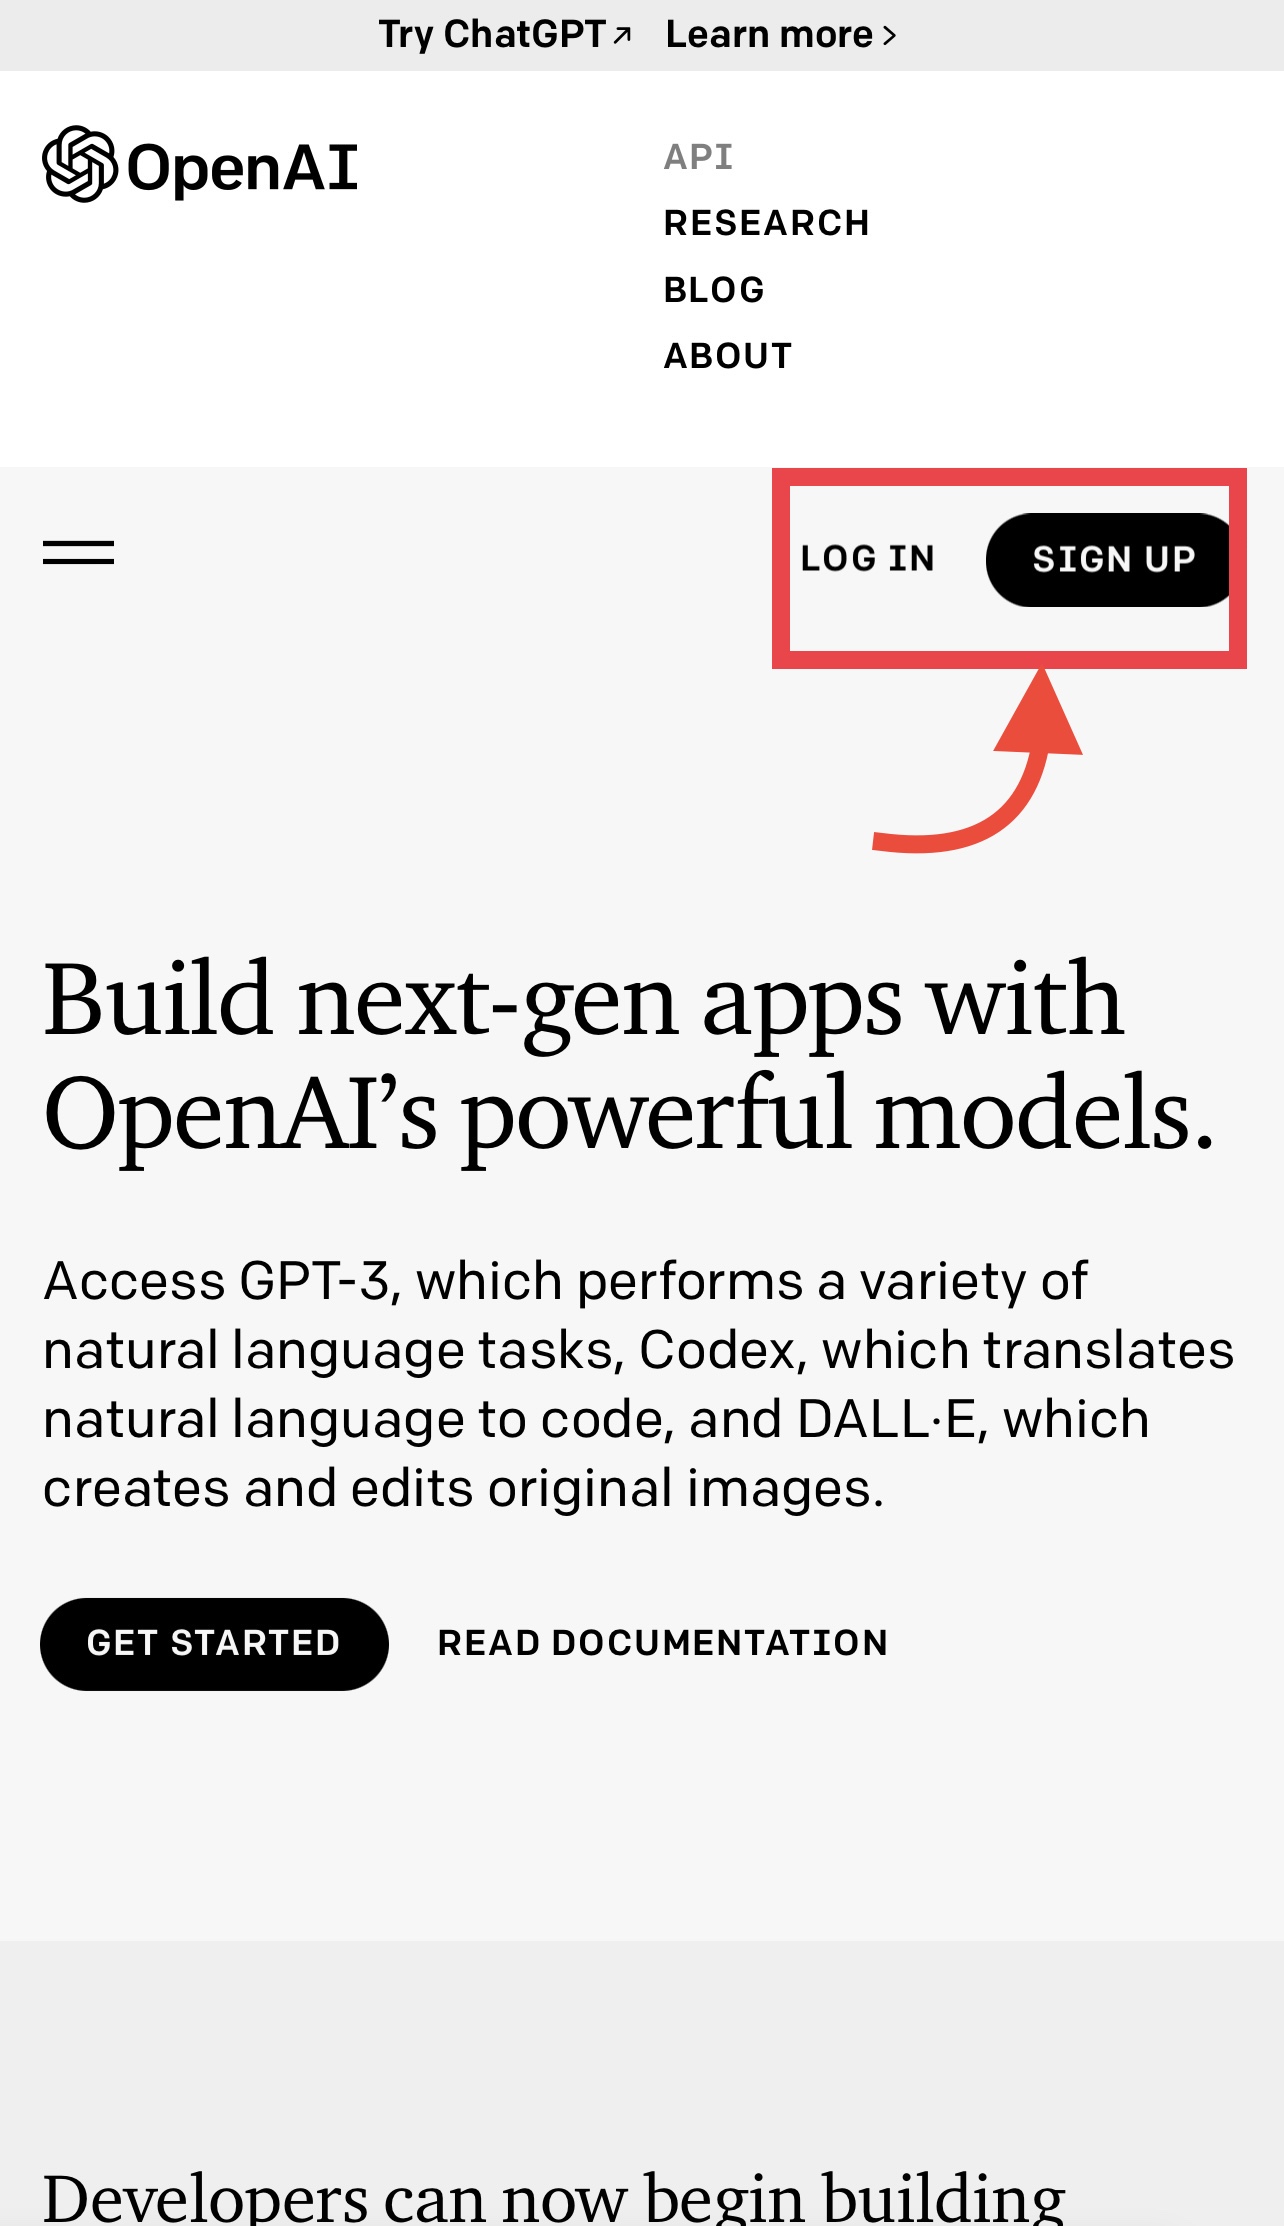 Try ChatGPT↗ Learn more >
OpenAI
API
RESEARCH
BLOG
ABOUT
LOG IN SIGN UP
Build next-gen apps with
OpenAI’s powerful models.
Access GPT-3, which performs a variety of
natural language tasks, Codex, which translates
natural language to code, and DALL·E, which
creates and edits original images.
GET STARTED READ DOCUMENTATION
Developers can now begin building